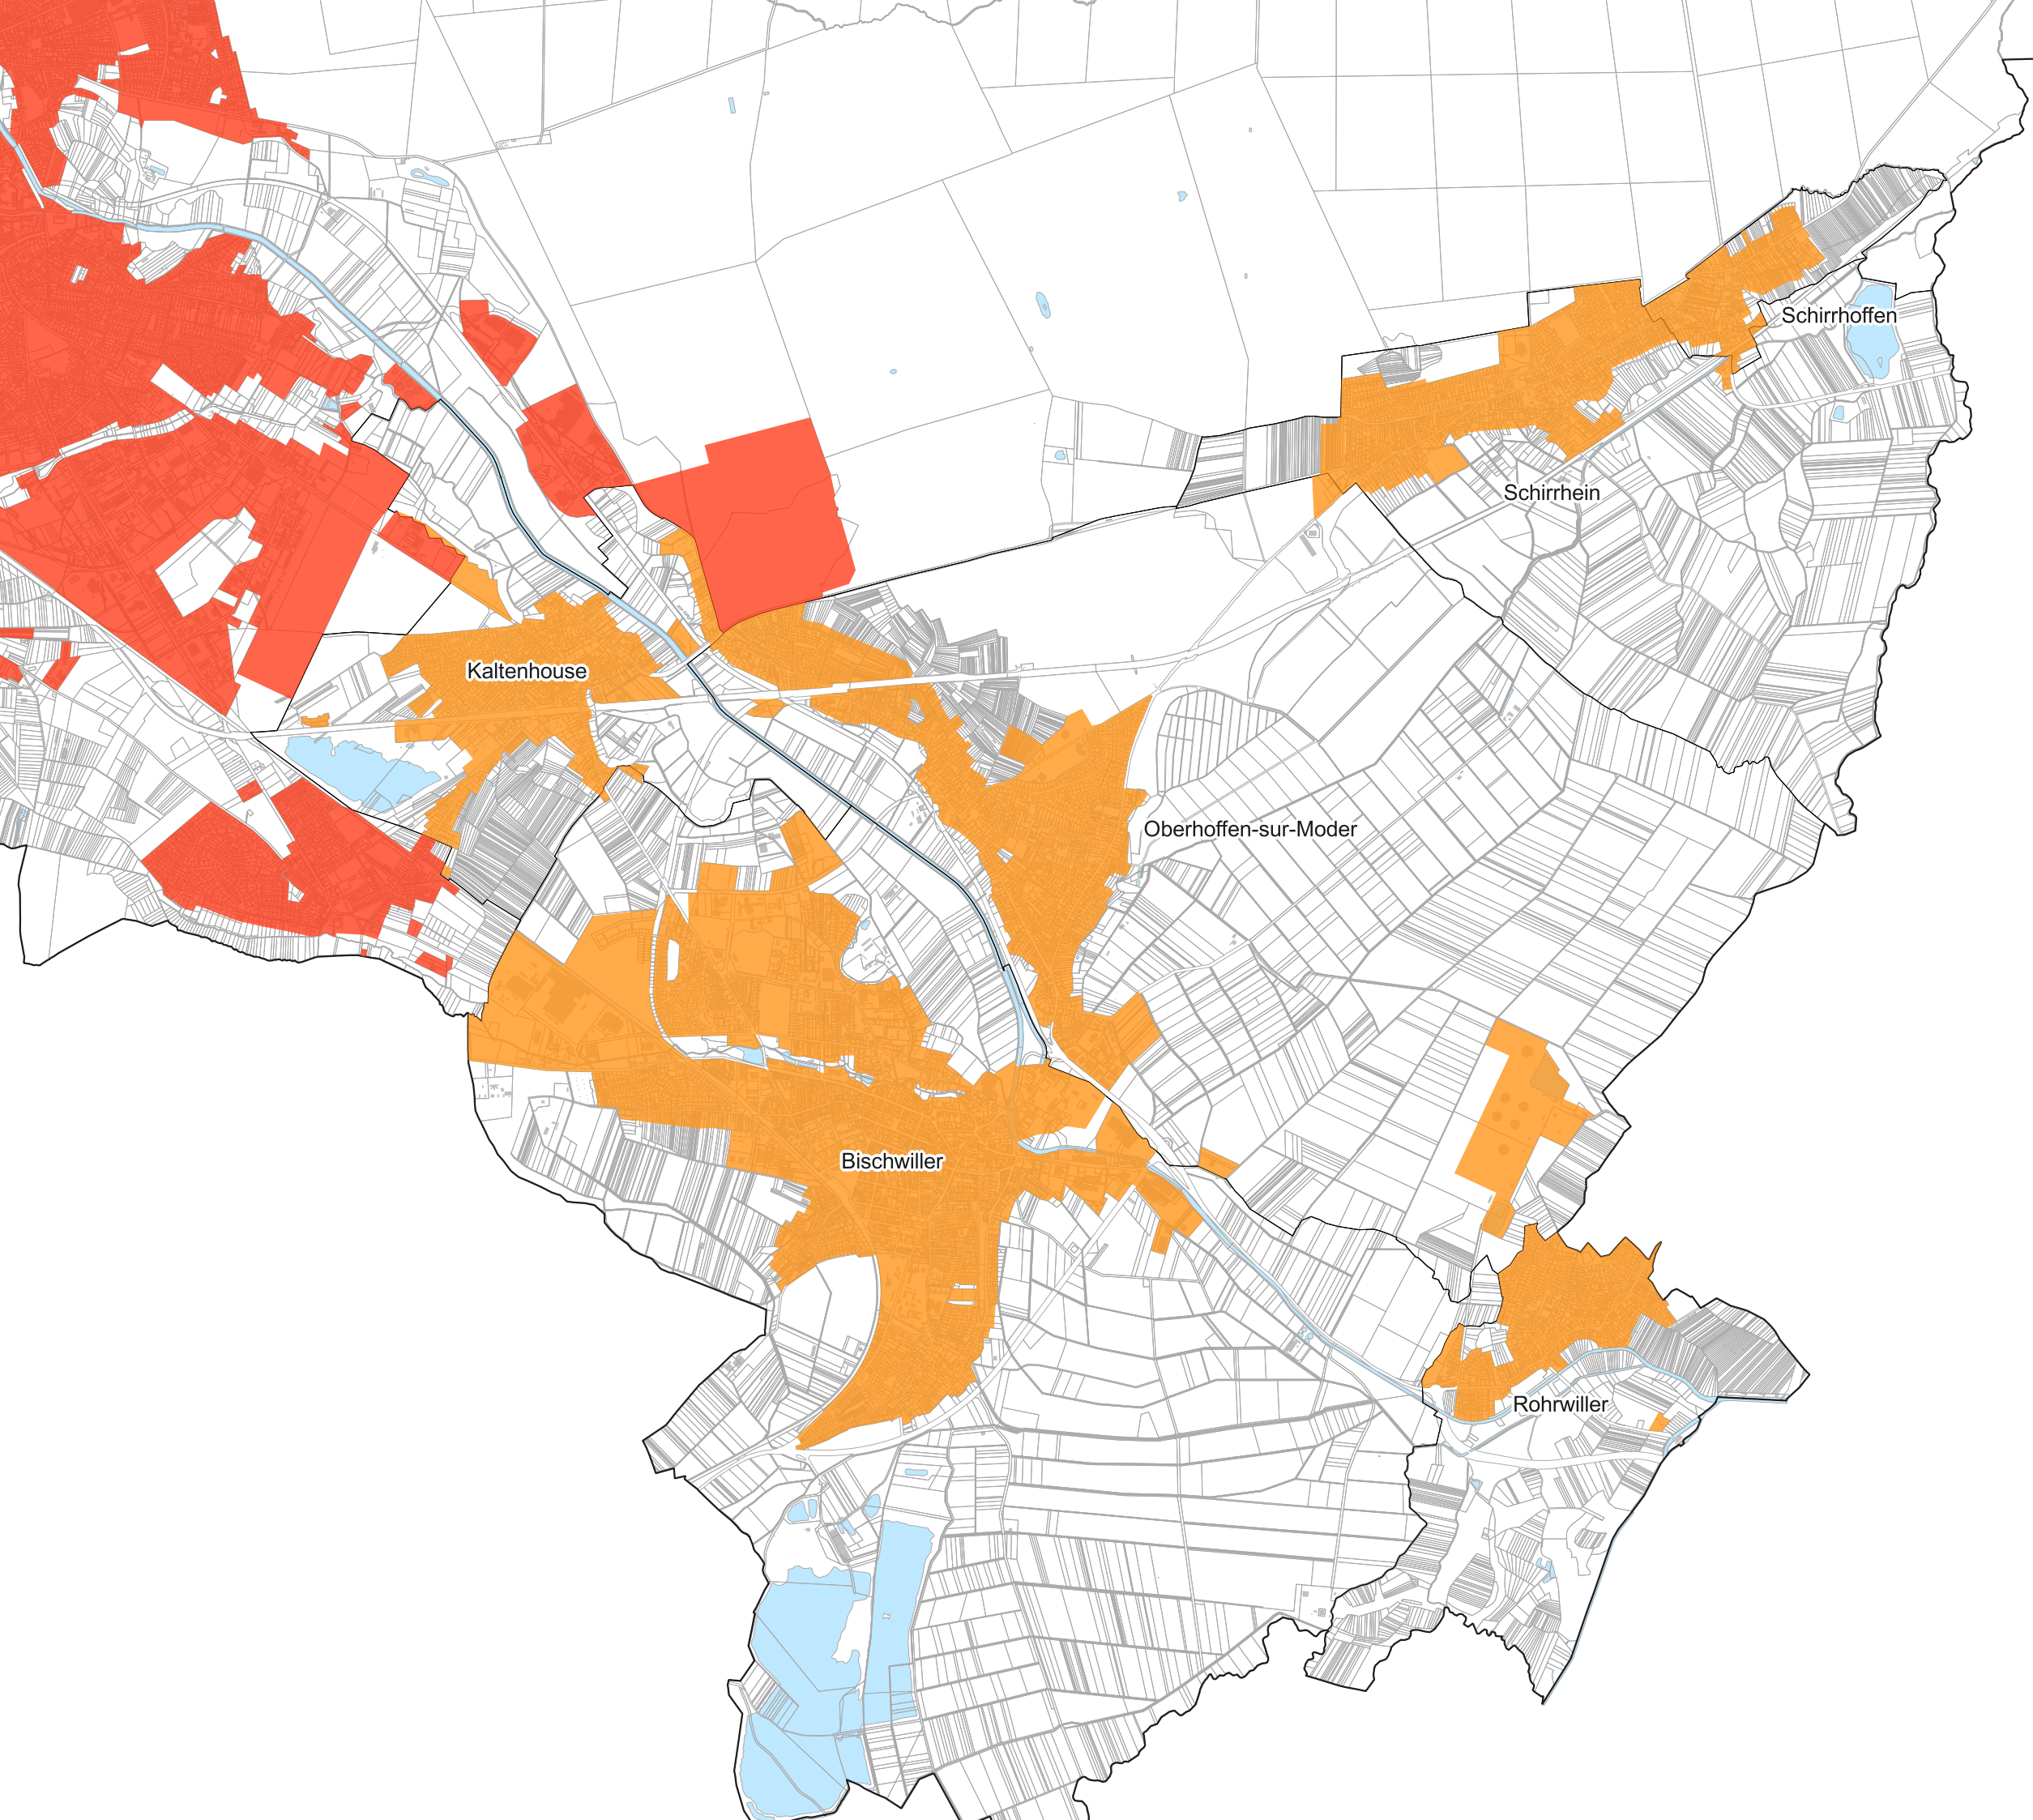 Schirrhoffen
Schirrhein
Kaltenhouse
Oberhoffen-sur-Moder
Bischwiller
Rohrwiller